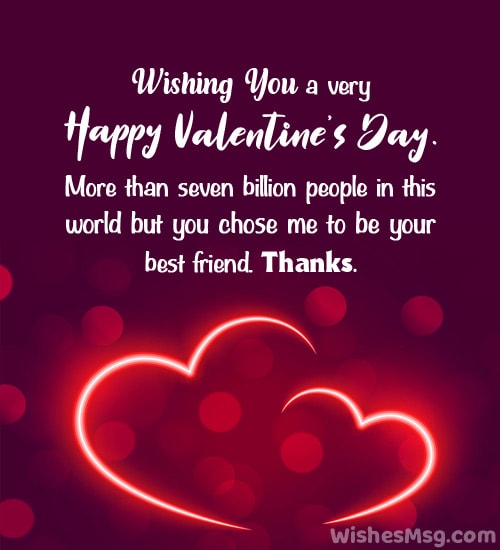 Wishing You a very
Happy Valentine's Day.
More than seven billion people in this
world but you chose me to be your
best friend. Thanks.
WishesMsg.com